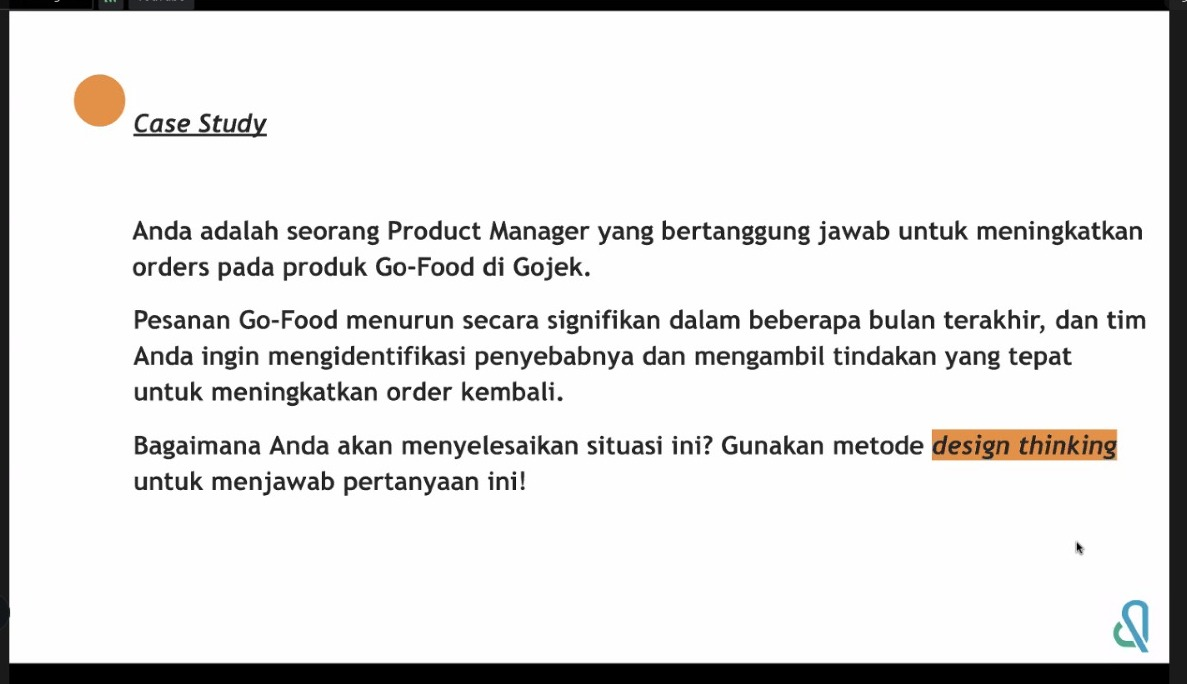 Case Study
Anda adalah seorang Product Manager yang bertanggung jawab untuk meningkatkan
orders pada produk Go-Food di Gojek.
Pesanan Go-Food menurun secara signifikan dalam beberapa bulan terakhir, dan tim
Anda ingin mengidentifikasi penyebabnya dan mengambil tindakan yang tepat
untuk meningkatkan order kembali.
Bagaimana Anda akan menyelesaikan situasi ini? Gunakan metode design thinking
untuk menjawab pertanyaan ini!